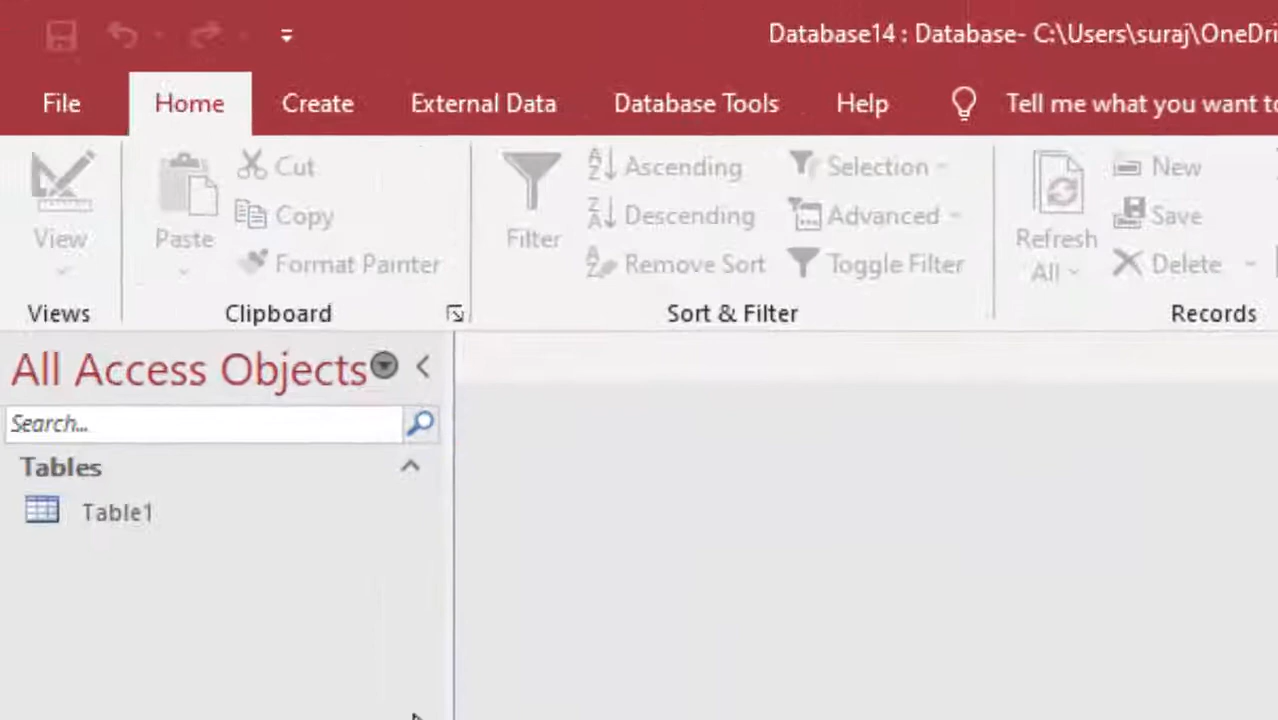 Database14 : Database- C:\Users\suraj\OneDri
File Home Create External Data Database Tools Help Tell me what you want to
View
Views
Paste
Cut
Copy
Format Painter
Clipboard
Filter
Ascending
Descending
Remove Sort
Selection
Advanced
Toggle Filter
Sort & Filter
Refresh
All
New
Save
Delete
Records
All Access Objects
Search...
Tables
Table1